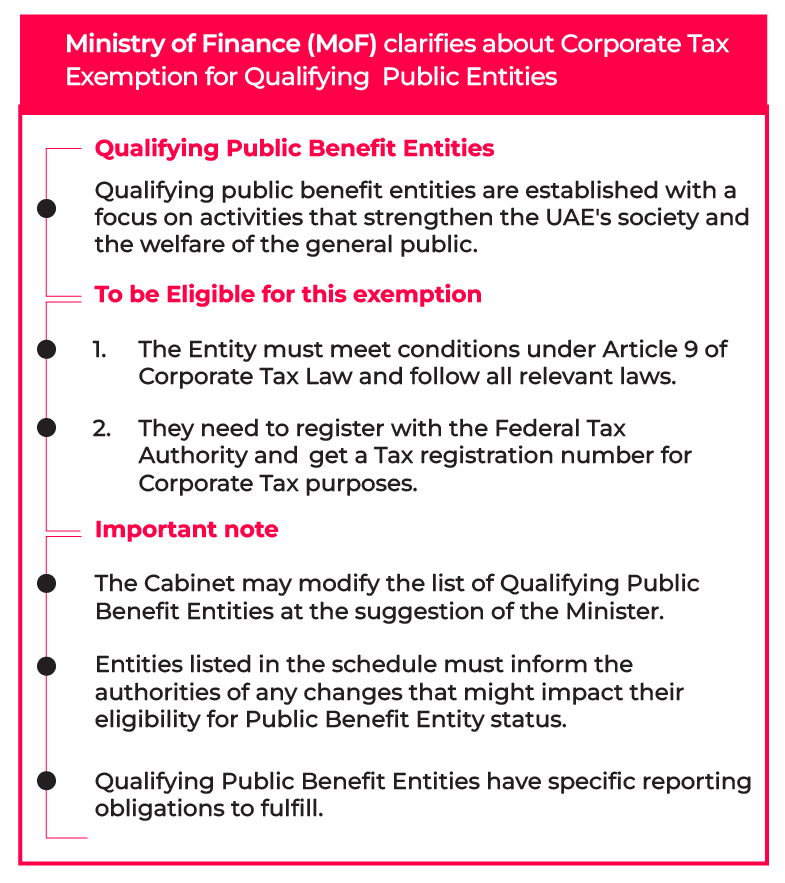 Ministry of Finance (MoF) clarifies about Corporate Tax
Exemption for Qualifying Public Entities
Qualifying Public Benefit Entities
Qualifying public benefit entities are established with a
focus on activities that strengthen the UAE's society and
the welfare of the general public.
To be Eligible for this exemption
1. The Entity must meet conditions under Article 9 of
Corporate Tax Law and follow all relevant laws.
2. They need to register with the Federal Tax
Authority and get a Tax registration number for
Corporate Tax purposes.
Important note
The Cabinet may modify the list of Qualifying Public
Benefit Entities at the suggestion of the Minister.
Entities listed in the schedule must inform the
authorities of any changes that might impact their
eligibility for Public Benefit Entity status.
Qualifying Public Benefit Entities have specific reporting
obligations to fulfill.